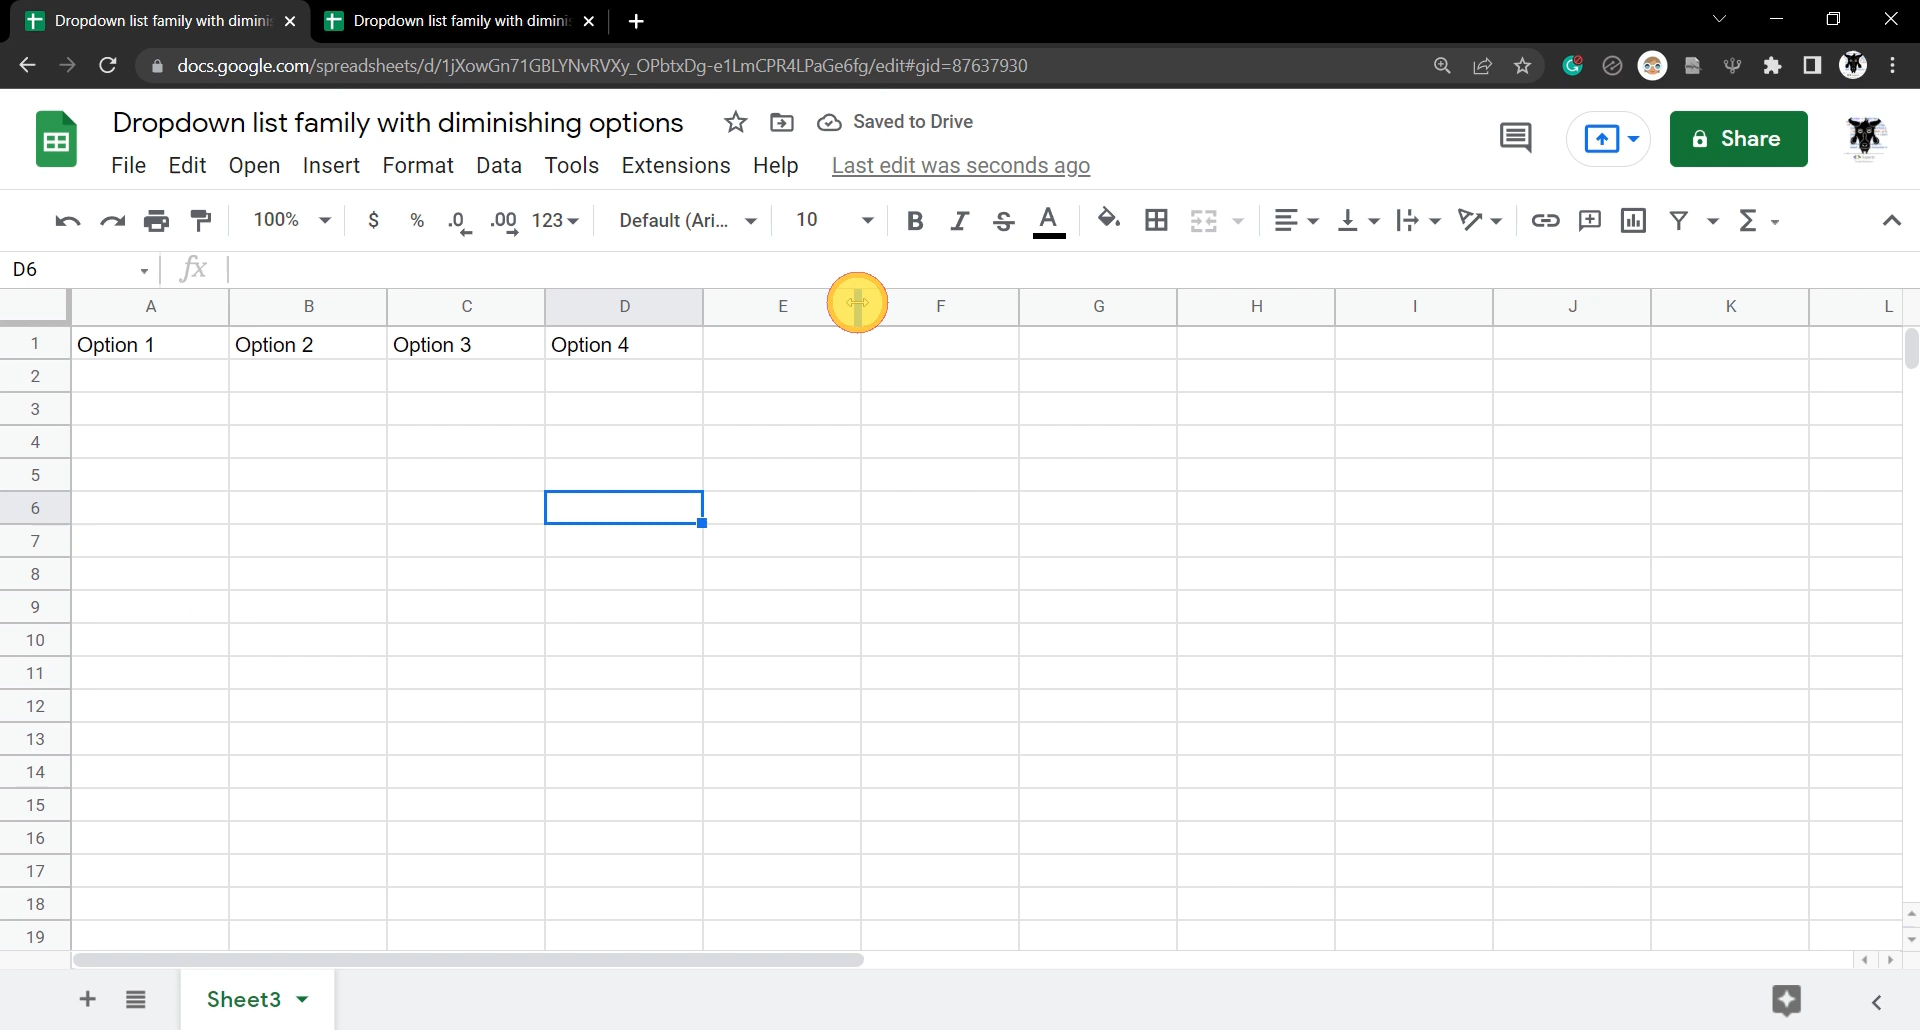 Dropdown list family with dimini
Dropdown list family with dimini
docs.google.com/spreadsheets/d/1jXowGn71GBLYNvRVXy_OPbtxDg-e1LmCPR4LPaGe6fg/edit#gid=87637930
Dropdown list family with diminishing options
Saved to Drive
Share
File Edit Open Insert Format Data Tools Extensions Help Last edit was seconds ago
100% $ % .0 .00 123 Default (Ari... 10 B I S A Σ
D6 fx
A B C D E F G H I J K L
1 Option 1 Option 2 Option 3 Option 4
2
3
4
5
6
7
8
9
10
11
12
13
14
15
16
17
18
19
Sheet3